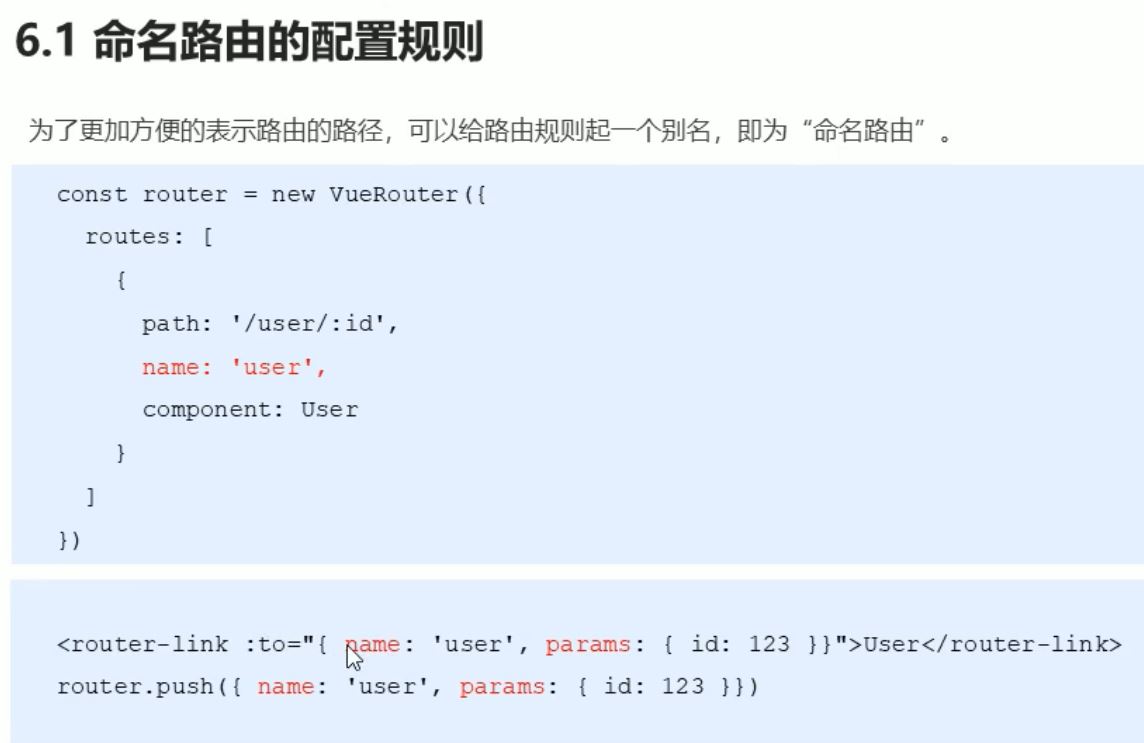 6.1 命名路由的配置规则
为了更加方便的表示路由的路径，可以给路由规则起一个别名，即为“命名路由”。
const router = new VueRouter({
routes: [
{
path: '/user/:id',
name: 'user',
component: User
}
]
})
<router-link :to="{ name: 'user', params: { id: 123 }}">User</router-link>
router.push({ name: 'user', params: { id: 123 }})